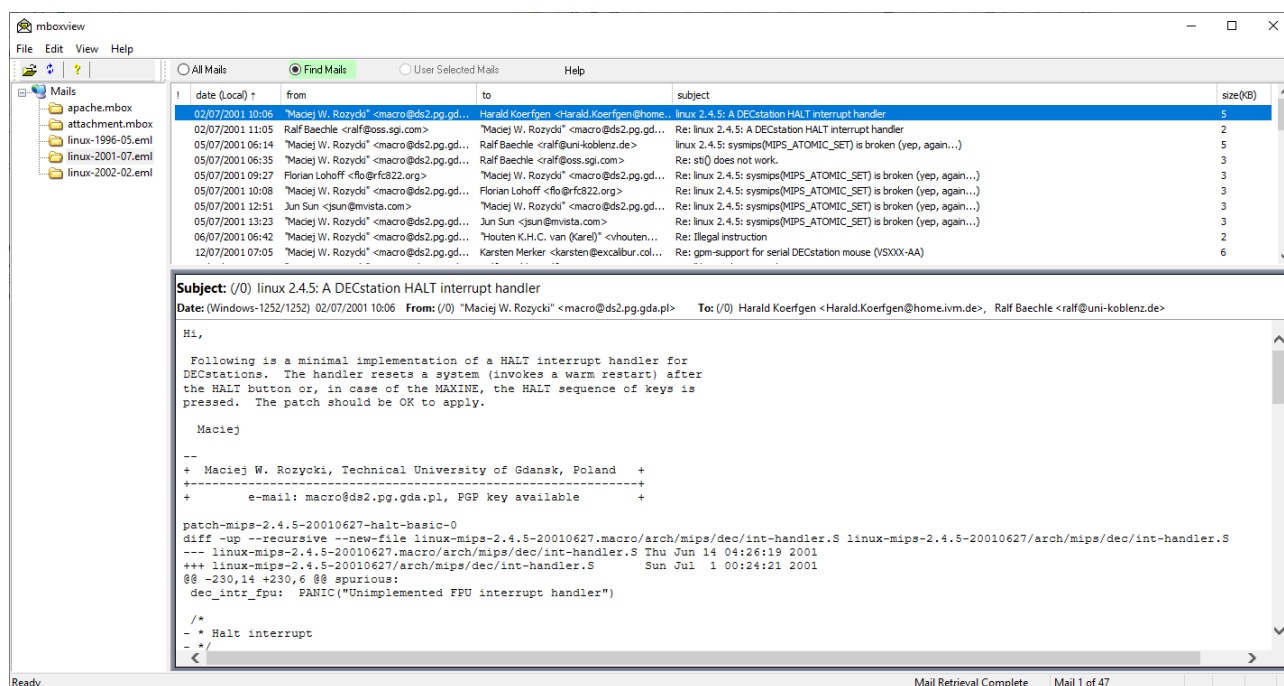 mboxview
File Edit View Help
All Mails Find Mails User Selected Mails Help
Mails
apache.mbox
attachment.mbox
linux-1996-05.eml
linux-2001-07.eml
linux-2002-02.eml
! date (Local) ↑ from to subject size(KB)
02/07/2001 10:06 "Maciej W. Rozycki" <macro@ds2.pg.gd... Harald Koerfgen <Harald.Koerfgen@home... linux 2.4.5: A DECstation HALT interrupt handler 5
02/07/2001 11:05 Ralf Baechle <ralf@oss.sgi.com> "Maciej W. Rozycki" <macro@ds2.pg.gd... Re: linux 2.4.5: A DECstation HALT interrupt handler 2
05/07/2001 06:14 "Maciej W. Rozycki" <macro@ds2.pg.gd... Ralf Baechle <ralf@uni-koblenz.de> linux 2.4.5: sysmips(MIPS_ATOMIC_SET) is broken (yep, again...) 5
05/07/2001 06:35 "Maciej W. Rozycki" <macro@ds2.pg.gd... Ralf Baechle <ralf@oss.sgi.com> Re: sti() does not work. 3
05/07/2001 09:27 Florian Lohoff <flo@rfc822.org> "Maciej W. Rozycki" <macro@ds2.pg.gd... Re: linux 2.4.5: sysmips(MIPS_ATOMIC_SET) is broken (yep, again...) 3
05/07/2001 10:08 "Maciej W. Rozycki" <macro@ds2.pg.gd... Florian Lohoff <flo@rfc822.org> Re: linux 2.4.5: sysmips(MIPS_ATOMIC_SET) is broken (yep, again...) 3
05/07/2001 12:51 Jun Sun <jsun@mvista.com> "Maciej W. Rozycki" <macro@ds2.pg.gd... Re: linux 2.4.5: sysmips(MIPS_ATOMIC_SET) is broken (yep, again...) 3
05/07/2001 13:23 "Maciej W. Rozycki" <macro@ds2.pg.gd... Jun Sun <jsun@mvista.com> Re: linux 2.4.5: sysmips(MIPS_ATOMIC_SET) is broken (yep, again...) 3
06/07/2001 06:42 "Maciej W. Rozycki" <macro@ds2.pg.gd... "Houten K.H.C. van (Karel)" <vhouten... Re: Illegal instruction 2
12/07/2001 07:05 "Maciej W. Rozycki" <macro@ds2.pg.gd... Karsten Merker <karsten@excalibur.col... Re: gpm-support for serial DECstation mouse (VSXXX-AA) 6
Subject: (/0) linux 2.4.5: A DECstation HALT interrupt handler
Date: (Windows-1252/1252) 02/07/2001 10:06 From: (/0) "Maciej W. Rozycki" <macro@ds2.pg.gda.pl> To: (/0) Harald Koerfgen <Harald.Koerfgen@home.ivm.de>, Ralf Baechle <ralf@uni-koblenz.de>
Hi,
Following is a minimal implementation of a HALT interrupt handler for
DECstations. The handler resets a system (invokes a warm restart) after
the HALT button or, in case of the MAXINE, the HALT sequence of keys is
pressed. The patch should be OK to apply.
Maciej
--
+ Maciej W. Rozycki, Technical University of Gdansk, Poland +
+--------------------------------------------------------------+
+ e-mail: macro@ds2.pg.gda.pl, PGP key available +
patch-mips-2.4.5-20010627-halt-basic-0
diff -up --recursive --new-file linux-mips-2.4.5-20010627.macro/arch/mips/dec/int-handler.S linux-mips-2.4.5-20010627/arch/mips/dec/int-handler.S
--- linux-mips-2.4.5-20010627.macro/arch/mips/dec/int-handler.S Thu Jun 14 04:26:19 2001
+++ linux-mips-2.4.5-20010627/arch/mips/dec/int-handler.S Sun Jul 1 00:24:21 2001
@@ -230,14 +230,6 @@ spurious:
dec_intr_fpu: PANIC("Unimplemented FPU interrupt handler")
/*
- * Halt interrupt
- */
Ready Mail Retrieval Complete Mail 1 of 47